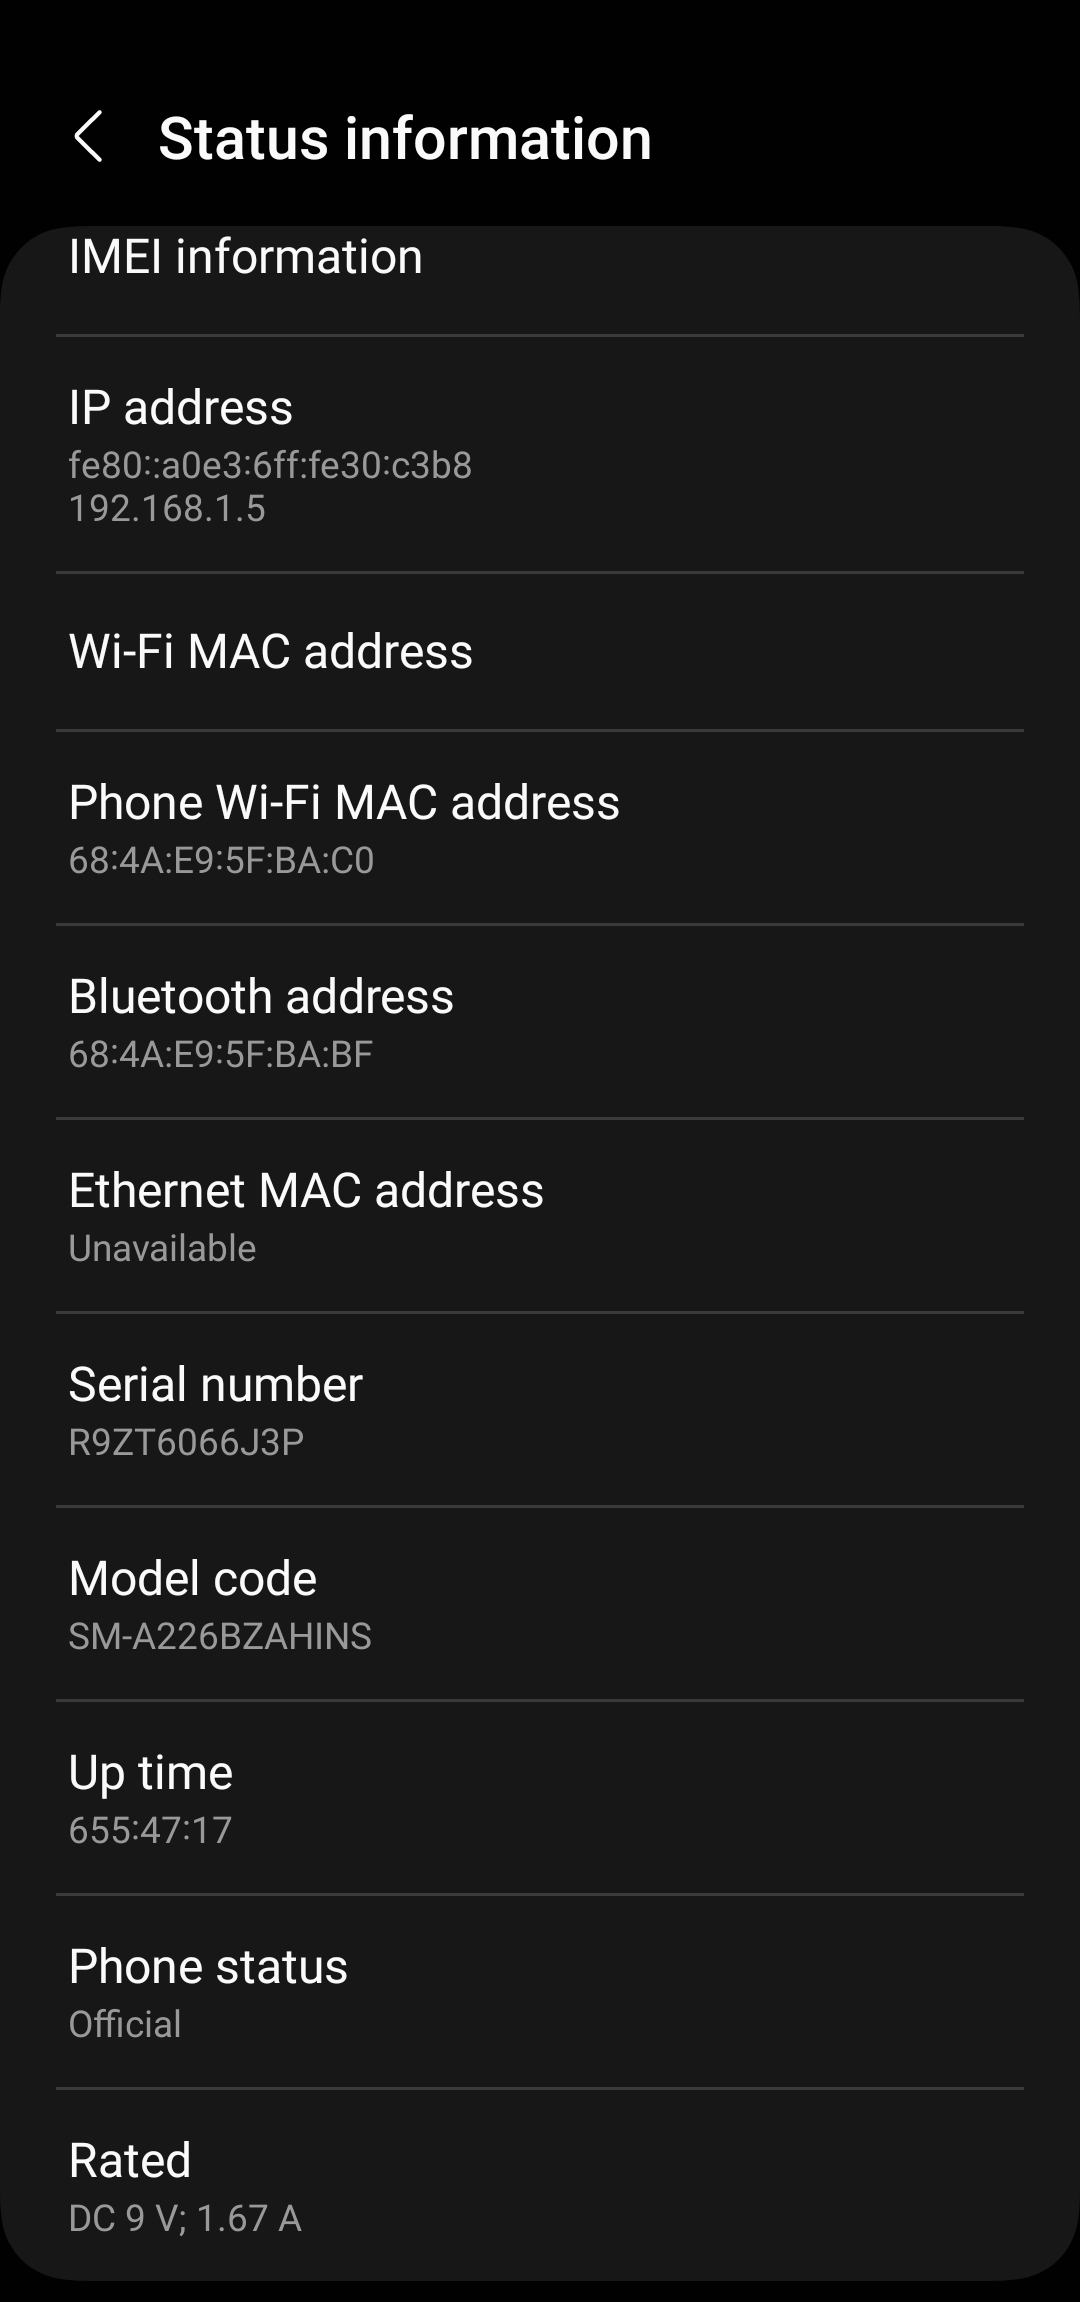 Status information
IMEI information
IP address
fe80::a0e3:6ff:fe30:c3b8
192.168.1.5
Wi-Fi MAC address
Phone Wi-Fi MAC address
68:4A:E9:5F:BA:C0
Bluetooth address
68:4A:E9:5F:BA:BF
Ethernet MAC address
Unavailable
Serial number
R9ZT6066J3P
Model code
SM-A226BZAHINS
Up time
655:47:17
Phone status
Official
Rated
DC 9 V; 1.67 A